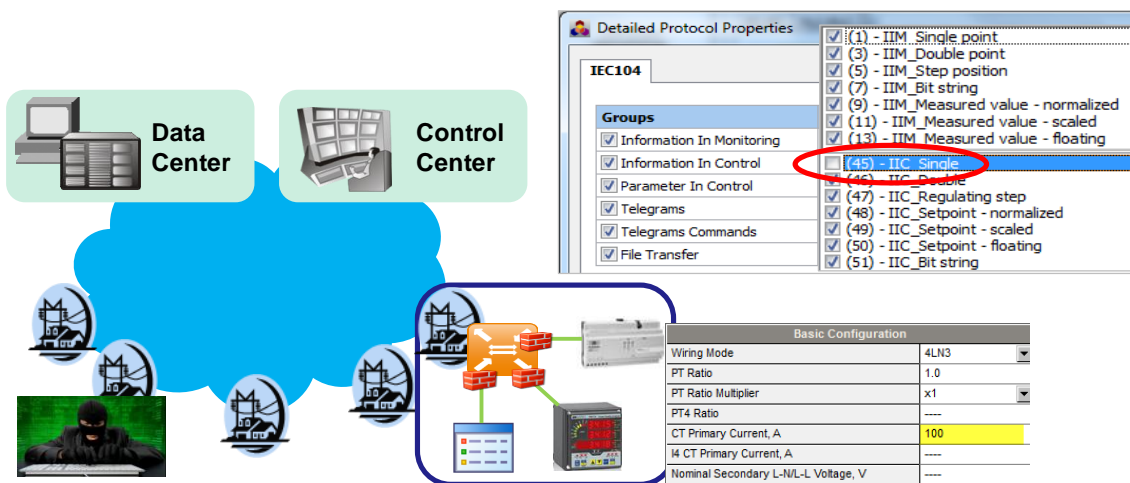 Data
Center
Control
Center
Detailed Protocol Properties
IEC104
Groups
Information In Monitoring
Information In Control
Parameter In Control
Telegrams
Telegrams Commands
File Transfer
(1) - IIM_Single point
(3) - IIM_Double point
(5) - IIM_Step position
(7) - IIM_Bit string
(9) - IIM_Measured value - normalized
(11) - IIM_Measured value - scaled
(13) - IIM_Measured value - floating
(45) - IIC_Single
(46) - IIC_Double
(47) - IIC_Regulating step
(48) - IIC_Setpoint - normalized
(49) - IIC_Setpoint - scaled
(50) - IIC_Setpoint - floating
(51) - IIC_Bit string
Basic Configuration
Wiring Mode 4LN3
PT Ratio 1.0
PT Ratio Multiplier x1
PT4 Ratio ----
CT Primary Current, A 100
I4 CT Primary Current, A ----
Nominal Secondary L-N/L-L Voltage, V ----